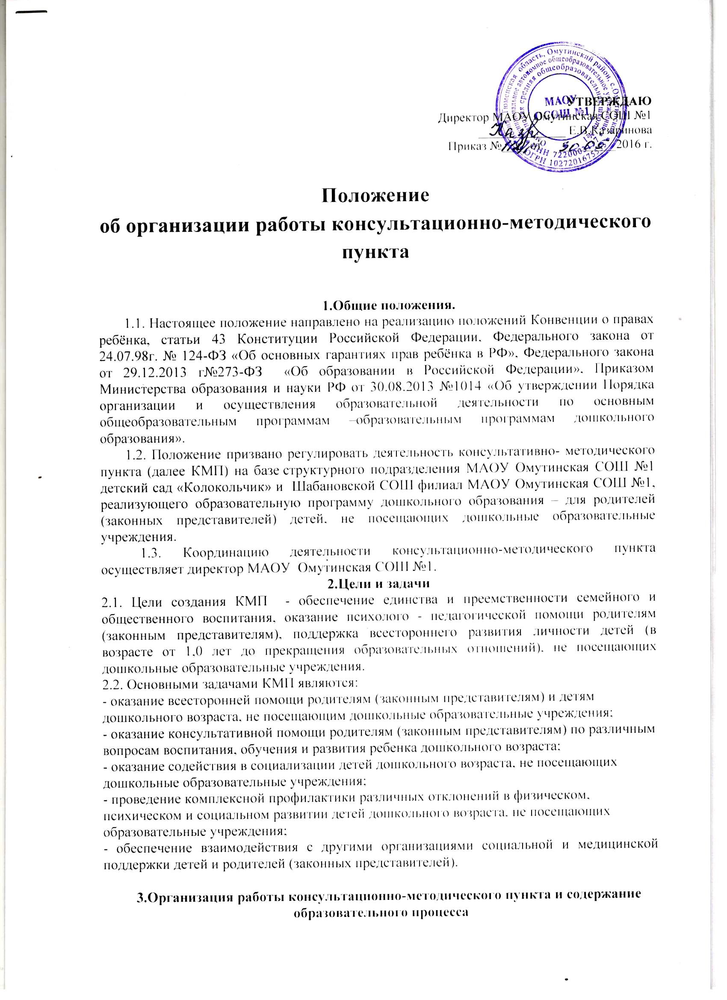 УТВЕРЖДАЮ
Директор МАОУ Омутинская СОШ №1
Е.В.Казаринова
Приказ № от 30. 2016 г.
область, Омутинский район,
средняя общеобразовательная школа №1
МАОУ
ОСОШ №1
ОГРН 1027201675553
Положение
об организации работы консультационно-методического
пункта
1.Общие положения.
1.1. Настоящее положение направлено на реализацию положений Конвенции о правах
ребёнка, статьи 43 Конституции Российской Федерации, Федерального закона от
24.07.98г. № 124-ФЗ «Об основных гарантиях прав ребёнка в РФ», Федерального закона
от 29.12.2013 г№273-ФЗ «Об образовании в Российской Федерации», Приказом
Министерства образования и науки РФ от 30.08.2013 №1014 «Об утверждении Порядка
организации и осуществления образовательной деятельности по основным
общеобразовательным программам –образовательным программам дошкольного
образования».
1.2. Положение призвано регулировать деятельность консультативно- методического
пункта (далее КМП) на базе структурного подразделения МАОУ Омутинская СОШ №1
детский сад «Колокольчик» и Шабановской СОШ филиал МАОУ Омутинская СОШ №1,
реализующего образовательную программу дошкольного образования – для родителей
(законных представителей) детей, не посещающих дошкольные образовательные
учреждения.
1.3. Координацию деятельности консультационно-методического пункта
осуществляет директор МАОУ Омутинская СОШ №1.
2.Цели и задачи
2.1. Цели создания КМП - обеспечение единства и преемственности семейного и
общественного воспитания, оказание психолого - педагогической помощи родителям
(законным представителям), поддержка всестороннего развития личности детей (в
возрасте от 1,0 лет до прекращения образовательных отношений), не посещающих
дошкольные образовательные учреждения.
2.2. Основными задачами КМП являются:
- оказание всесторонней помощи родителям (законным представителям) и детям
дошкольного возраста, не посещающим дошкольные образовательные учреждения;
- оказание консультативной помощи родителям (законным представителям) по различным
вопросам воспитания, обучения и развития ребенка дошкольного возраста;
- оказание содействия в социализации детей дошкольного возраста, не посещающих
дошкольные образовательные учреждения;
- проведение комплексной профилактики различных отклонений в физическом,
психическом и социальном развитии детей дошкольного возраста, не посещающих
образовательные учреждения;
- обеспечение взаимодействия с другими организациями социальной и медицинской
поддержки детей и родителей (законных представителей).
3.Организация работы консультационно-методического пункта и содержание
образовательного процесса